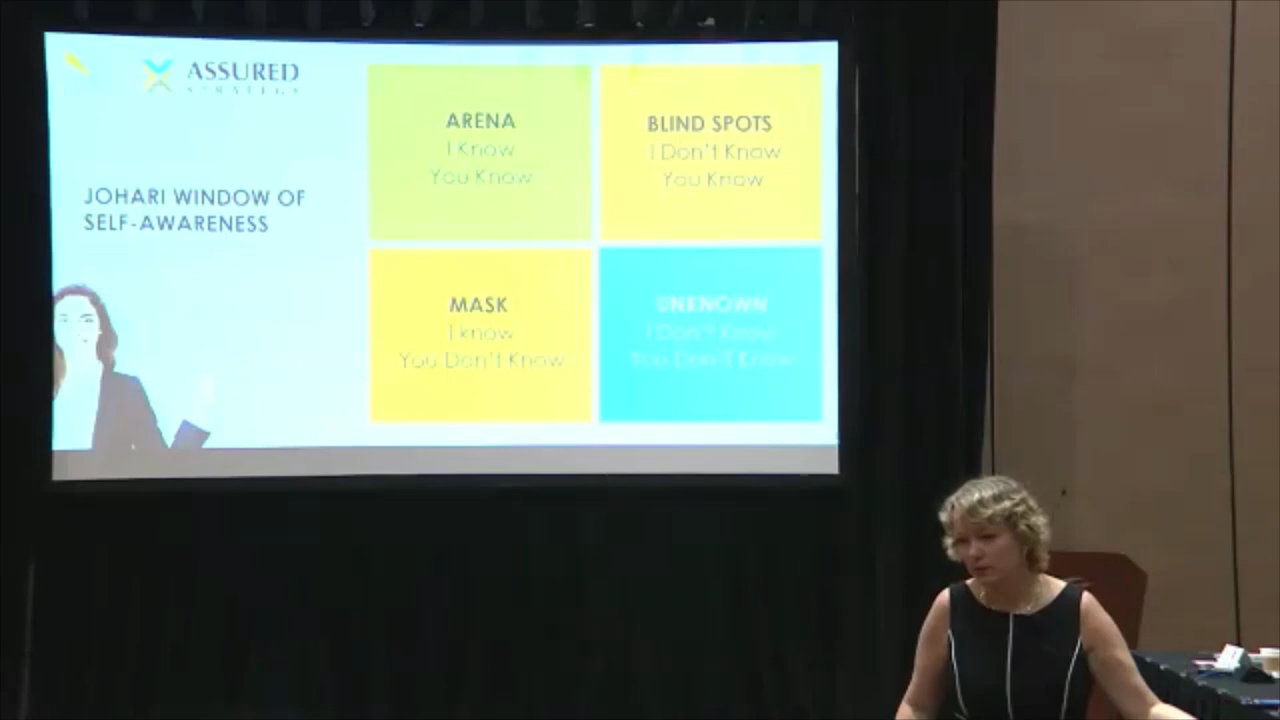 ASSURED
STRATEGY
JOHARI WINDOW OF
SELF-AWARENESS
ARENA
I Know
You Know
BLIND SPOTS
I Don't Know
You Know
MASK
I know
You Don't Know
UNKNOWN
I Don't Know
You Don't Know